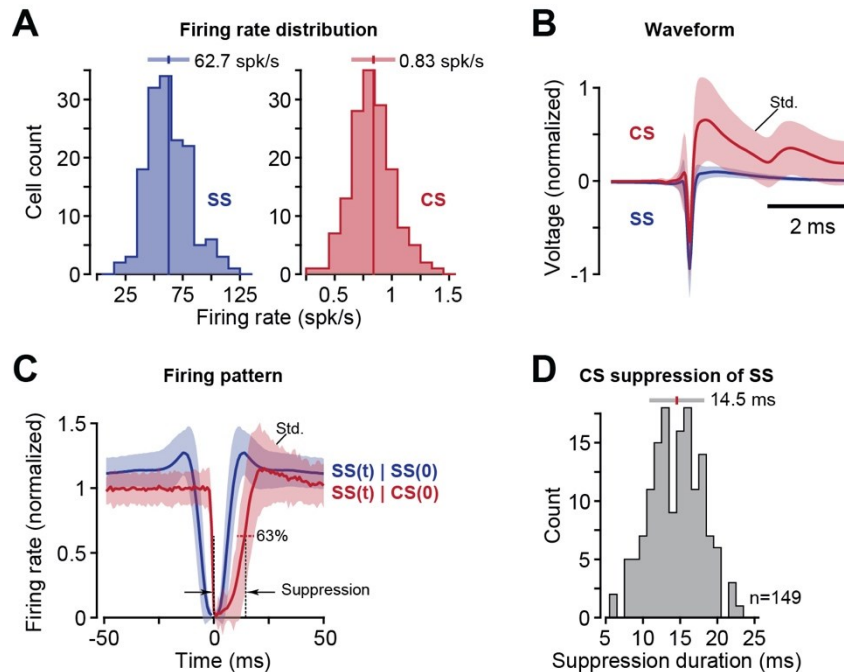 A
Firing rate distribution
62.7 spk/s
0.83 spk/s
30
20
10
0
Cell count
SS
25
75
125
30
20
10
0
CS
0.5
1
1.5
Firing rate (spk/s)
B
Waveform
1
0
-1
Voltage (normalized)
CS
Std.
SS
2 ms
C
Firing pattern
1.5
1
0.5
0
Firing rate (normalized)
Std.
SS(t) | SS(0)
SS(t) | CS(0)
63%
Suppression
-50
0
50
Time (ms)
D
CS suppression of SS
14.5 ms
15
10
5
0
Count
n=149
5
10
15
20
25
Suppression duration (ms)